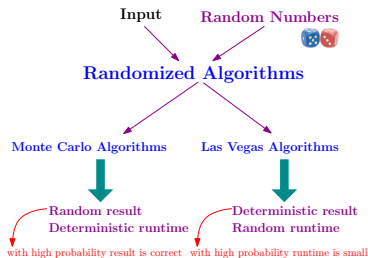 Input
Random Numbers
Randomized Algorithms
Monte Carlo Algorithms
Las Vegas Algorithms
Random result
Deterministic runtime
Deterministic result
Random runtime
with high probability result is correct
with high probability runtime is small